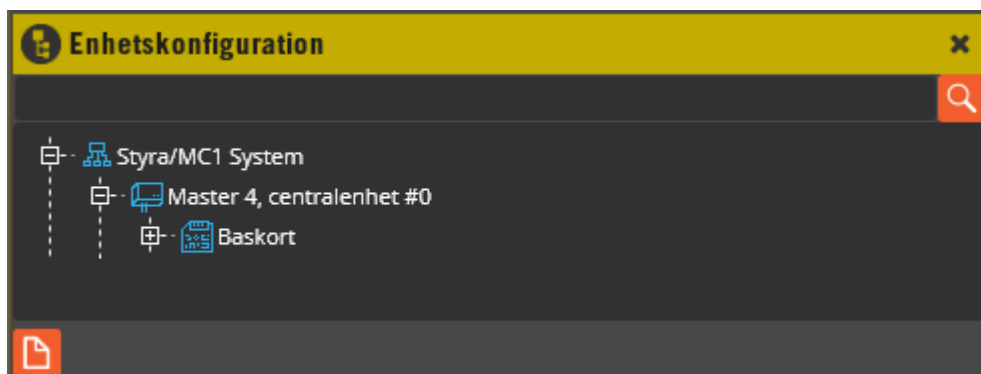 Enhetskonfiguration
Styra/MC1 System
Master 4, centralenhet #0
Baskort